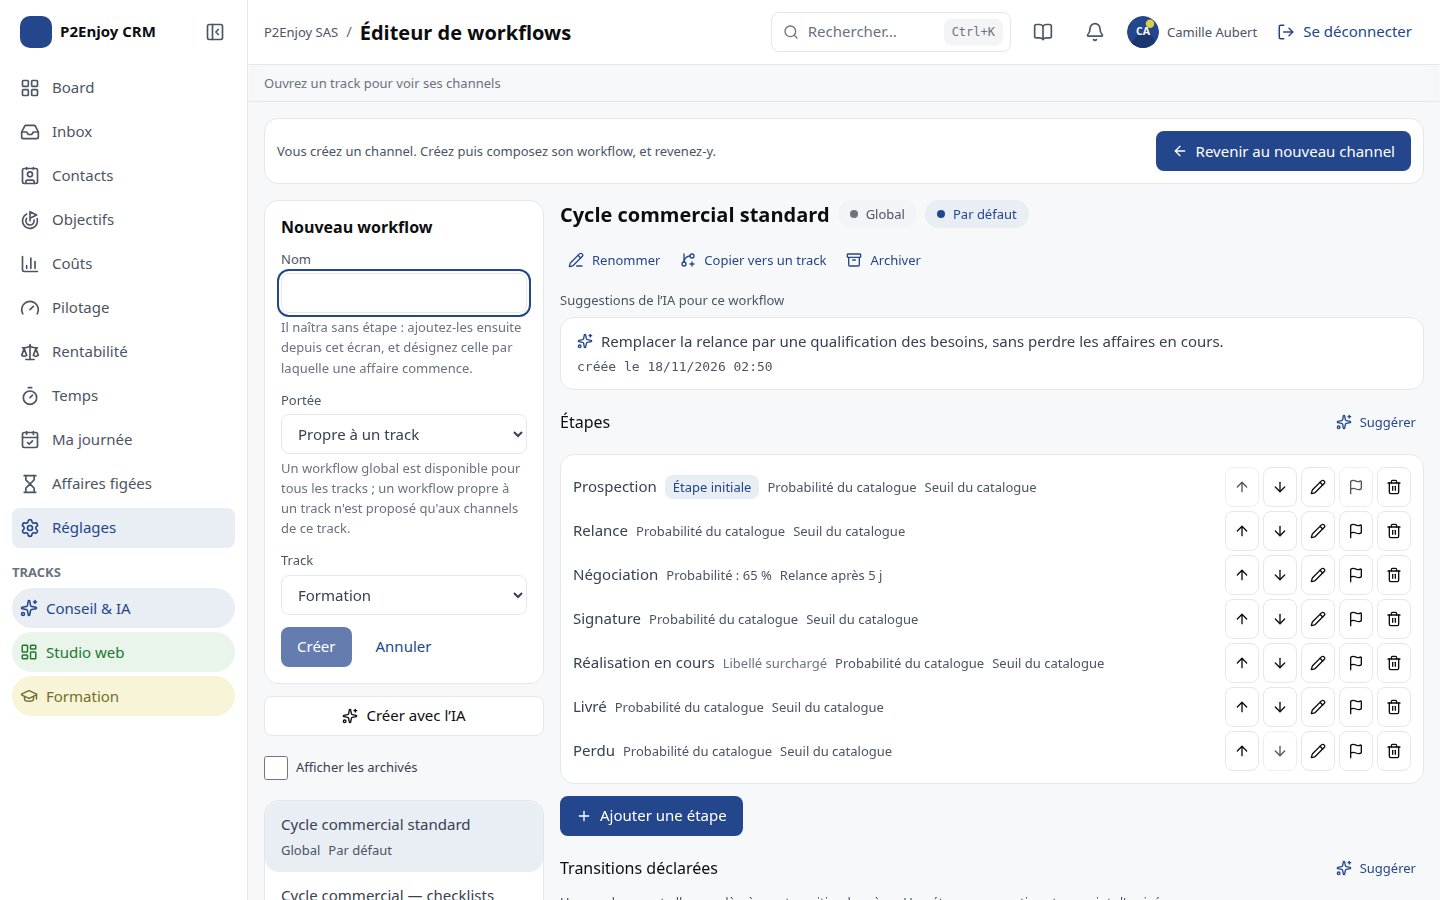 P2Enjoy CRM
Board
Inbox
Contacts
Objectifs
Coûts
Pilotage
Rentabilité
Temps
Ma journée
Affaires figées
Réglages
TRACKS
Conseil & IA
Studio web
Formation
P2Enjoy SAS / Éditeur de workflows
Rechercher... Ctrl+K
CA Camille Aubert
Se déconnecter
Ouvrez un track pour voir ses channels
Vous créez un channel. Créez puis composez son workflow, et revenez-y.
Revenir au nouveau channel
Nouveau workflow
Nom
Il naîtra sans étape : ajoutez-les ensuite
depuis cet écran, et désignez celle par
laquelle une affaire commence.
Portée
Propre à un track
Un workflow global est disponible pour
tous les tracks ; un workflow propre à
un track n'est proposé qu'aux channels
de ce track.
Track
Formation
Créer Annuler
Créer avec l'IA
Afficher les archivés
Cycle commercial standard
Global Par défaut
Cycle commercial — checklists
Cycle commercial standard Global Par défaut
Renommer Copier vers un track Archiver
Suggestions de l'IA pour ce workflow
Remplacer la relance par une qualification des besoins, sans perdre les affaires en cours.
créée le 18/11/2026 02:50
Étapes Suggérer
Prospection Étape initiale Probabilité du catalogue Seuil du catalogue
Relance Probabilité du catalogue Seuil du catalogue
Négociation Probabilité : 65 % Relance après 5 j
Signature Probabilité du catalogue Seuil du catalogue
Réalisation en cours Libellé surchargé Probabilité du catalogue Seuil du catalogue
Livré Probabilité du catalogue Seuil du catalogue
Perdu Probabilité du catalogue Seuil du catalogue
Ajouter une étape
Transitions déclarées Suggérer